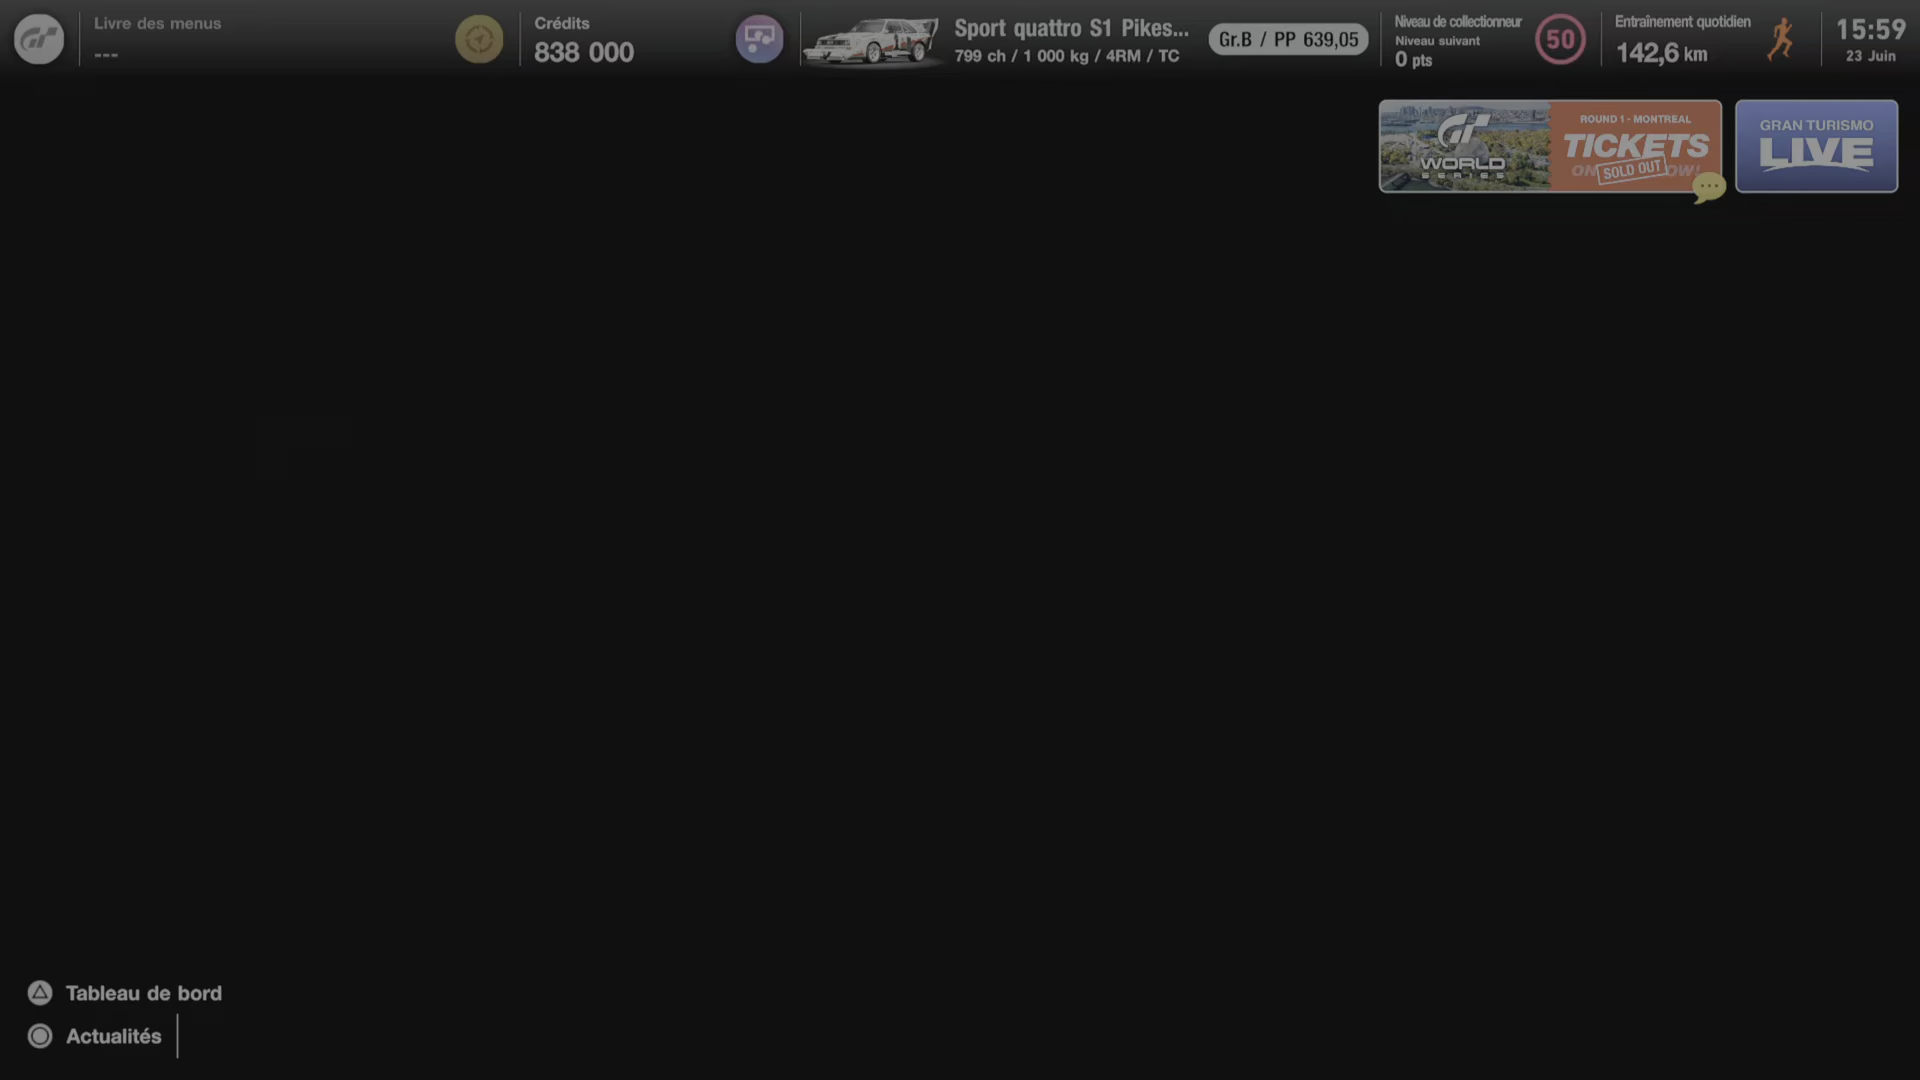 Livre des menus
---
Crédits
838 000
Sport quattro S1 Pikes...
799 ch / 1 000 kg / 4RM / TC
Gr.B / PP 639,05
Niveau de collectionneur
Niveau suivant
0 pts
50
Entraînement quotidien
142,6 km
15:59
23 Juin
GT
WORLD
SERIES
ROUND 1 - MONTREAL
TICKETS
SOLD OUT
GRAN TURISMO
LIVE
Tableau de bord
Actualités